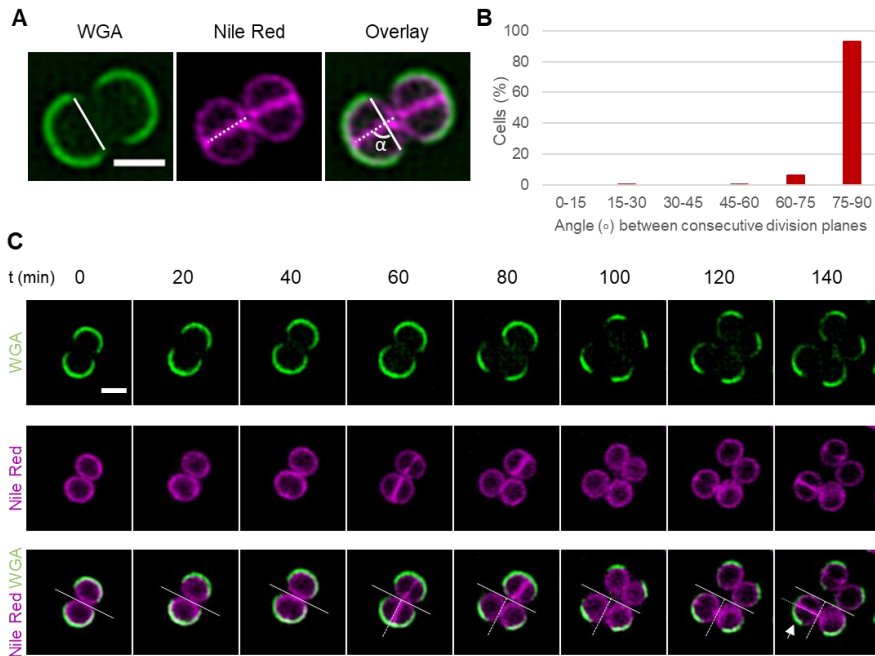 A
WGA Nile Red Overlay
α
B
100
80
60
40
20
0
Cells (%)
0-15 15-30 30-45 45-60 60-75 75-90
Angle (○) between consecutive division planes
C
t (min) 0 20 40 60 80 100 120 140
WGA
Nile Red
Nile Red WGA